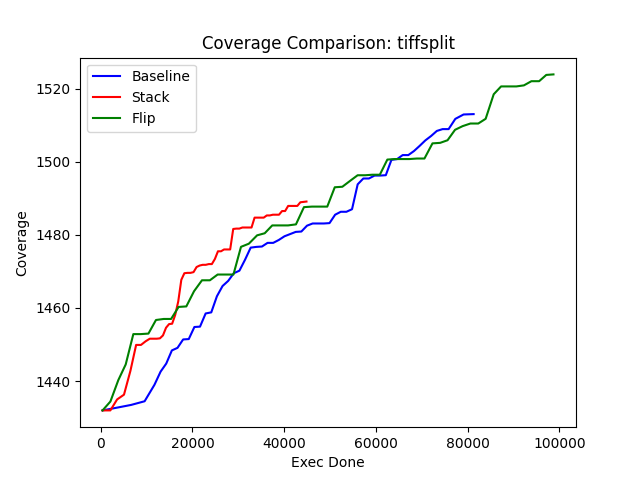 Coverage Comparison: tiffsplit
Baseline
Stack
Flip
1520
1500
1480
1460
1440
Coverage
0 20000 40000 60000 80000 100000
Exec Done